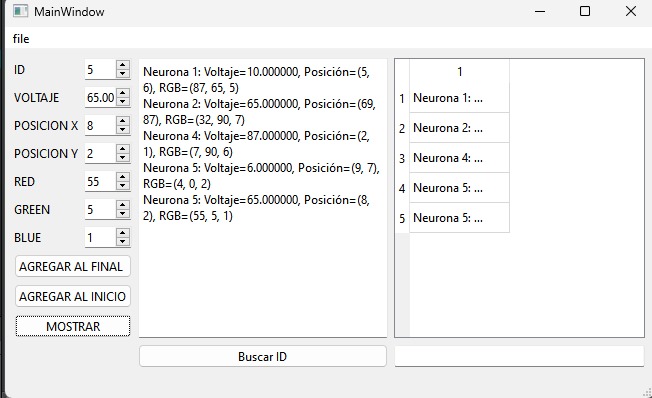 MainWindow
file
ID 5
VOLTAJE 65.00
POSICION X 8
POSICION Y 2
RED 55
GREEN 5
BLUE 1
AGREGAR AL FINAL
AGREGAR AL INICIO
MOSTRAR
Neurona 1: Voltaje=10.000000, Posición=(5,
6), RGB=(87, 65, 5)
Neurona 2: Voltaje=65.000000, Posición=(69,
87), RGB=(32, 90, 7)
Neurona 4: Voltaje=87.000000, Posición=(2,
1), RGB=(7, 90, 6)
Neurona 5: Voltaje=6.000000, Posición=(9, 7),
RGB=(4, 0, 2)
Neurona 5: Voltaje=65.000000, Posición=(8,
2), RGB=(55, 5, 1)
Buscar ID
1
1 Neurona 1: ...
2 Neurona 2: ...
3 Neurona 4: ...
4 Neurona 5: ...
5 Neurona 5: ...